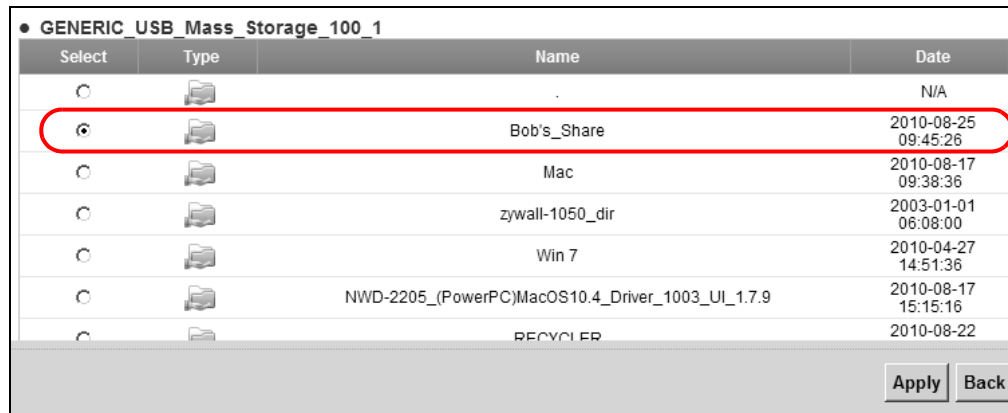 GENERIC_USB_Mass_Storage_100_1
Select Type Name Date
. N/A
Bob's_Share 2010-08-25
09:45:26
Mac 2010-08-17
09:38:36
zywall-1050_dir 2003-01-01
06:08:00
Win 7 2010-04-27
14:51:36
NWD-2205_(PowerPC)MacOS10.4_Driver_1003_UI_1.7.9 2010-08-17
15:15:16
RECYCLER 2010-08-22
Apply Back